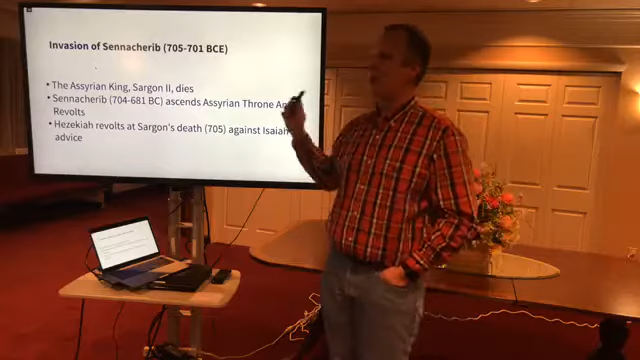 Invasion of Sennacherib (705-701 BCE)
• The Assyrian King, Sargon II, dies
• Sennacherib (704-681 BC) ascends Assyrian Throne
Revolts
• Hezekiah revolts at Sargon's death (705) against Isaiah
advice